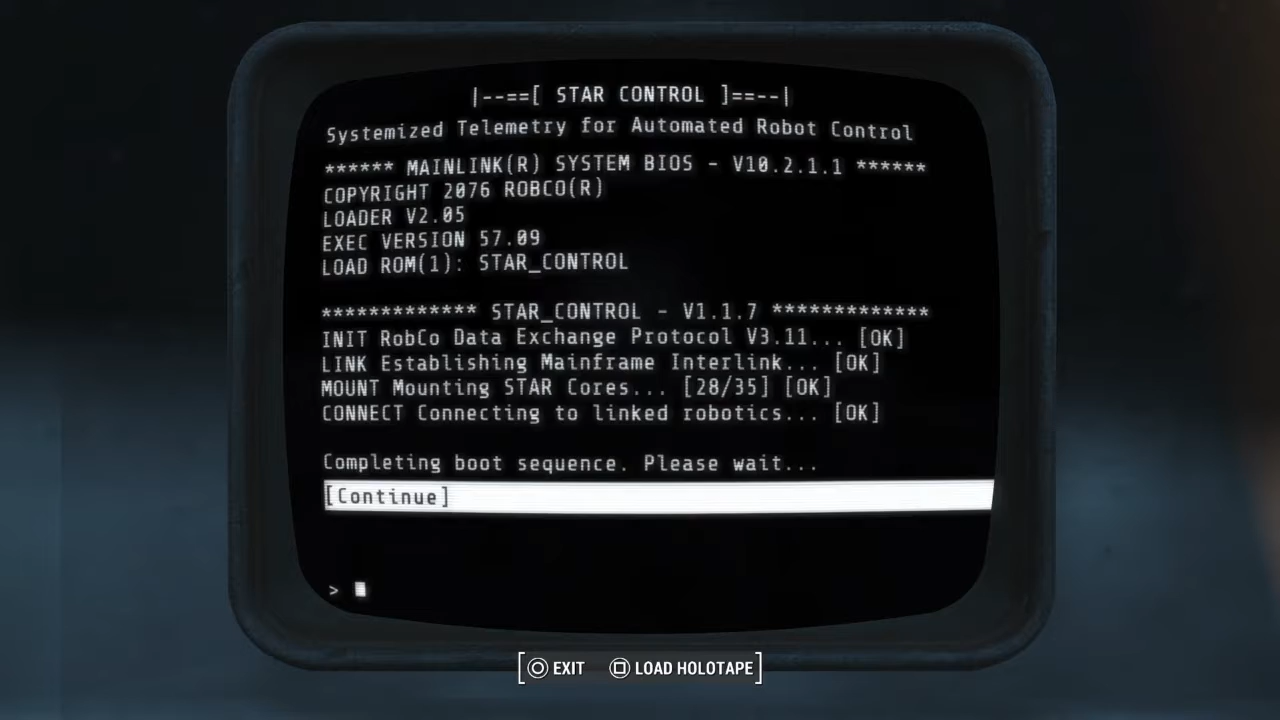 |--==[ STAR CONTROL ]==--|
Systemized Telemetry for Automated Robot Control
****** MAINLINK(R) SYSTEM BIOS - V10.2.1.1 ******
COPYRIGHT 2076 ROBCO(R)
LOADER V2.05
EXEC VERSION 57.09
LOAD ROM(1): STAR_CONTROL
************* STAR_CONTROL - V1.1.7 *************
INIT RobCo Data Exchange Protocol V3.11... [OK]
LINK Establishing Mainframe Interlink... [OK]
MOUNT Mounting STAR Cores... [28/35] [OK]
CONNECT Connecting to linked robotics... [OK]
Completing boot sequence. Please wait...
[Continue]
>
EXIT LOAD HOLOTAPE